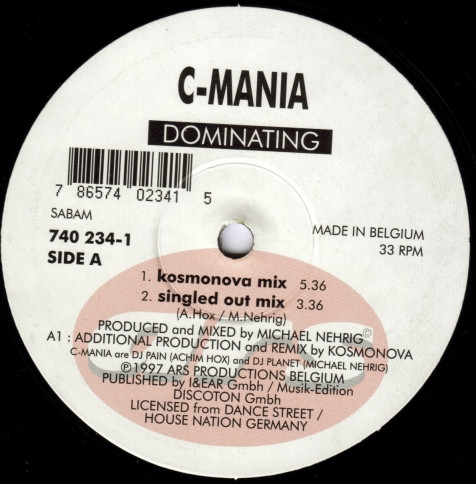 C-MANIA
DOMINATING
7 86574 02341 5
SABAM
740 234-1
SIDE A
MADE IN BELGIUM
33 RPM
1. kosmonova mix 5.36
2. singled out mix 3.36
(A.Hox / M.Nehrig)
PRODUCED and MIXED by MICHAEL NEHRIG©
A1 : ADDITIONAL PRODUCTION and REMIX by KOSMONOVA
C-MANIA are DJ PAIN (ACHIM HOX) and DJ PLANET (MICHAEL NEHRIG)
℗1997 ARS PRODUCTIONS BELGIUM
PUBLISHED by I&EAR Gmbh / Musik-Edition
DISCOTON Gmbh
LICENSED from DANCE STREET /
HOUSE NATION GERMANY
ars